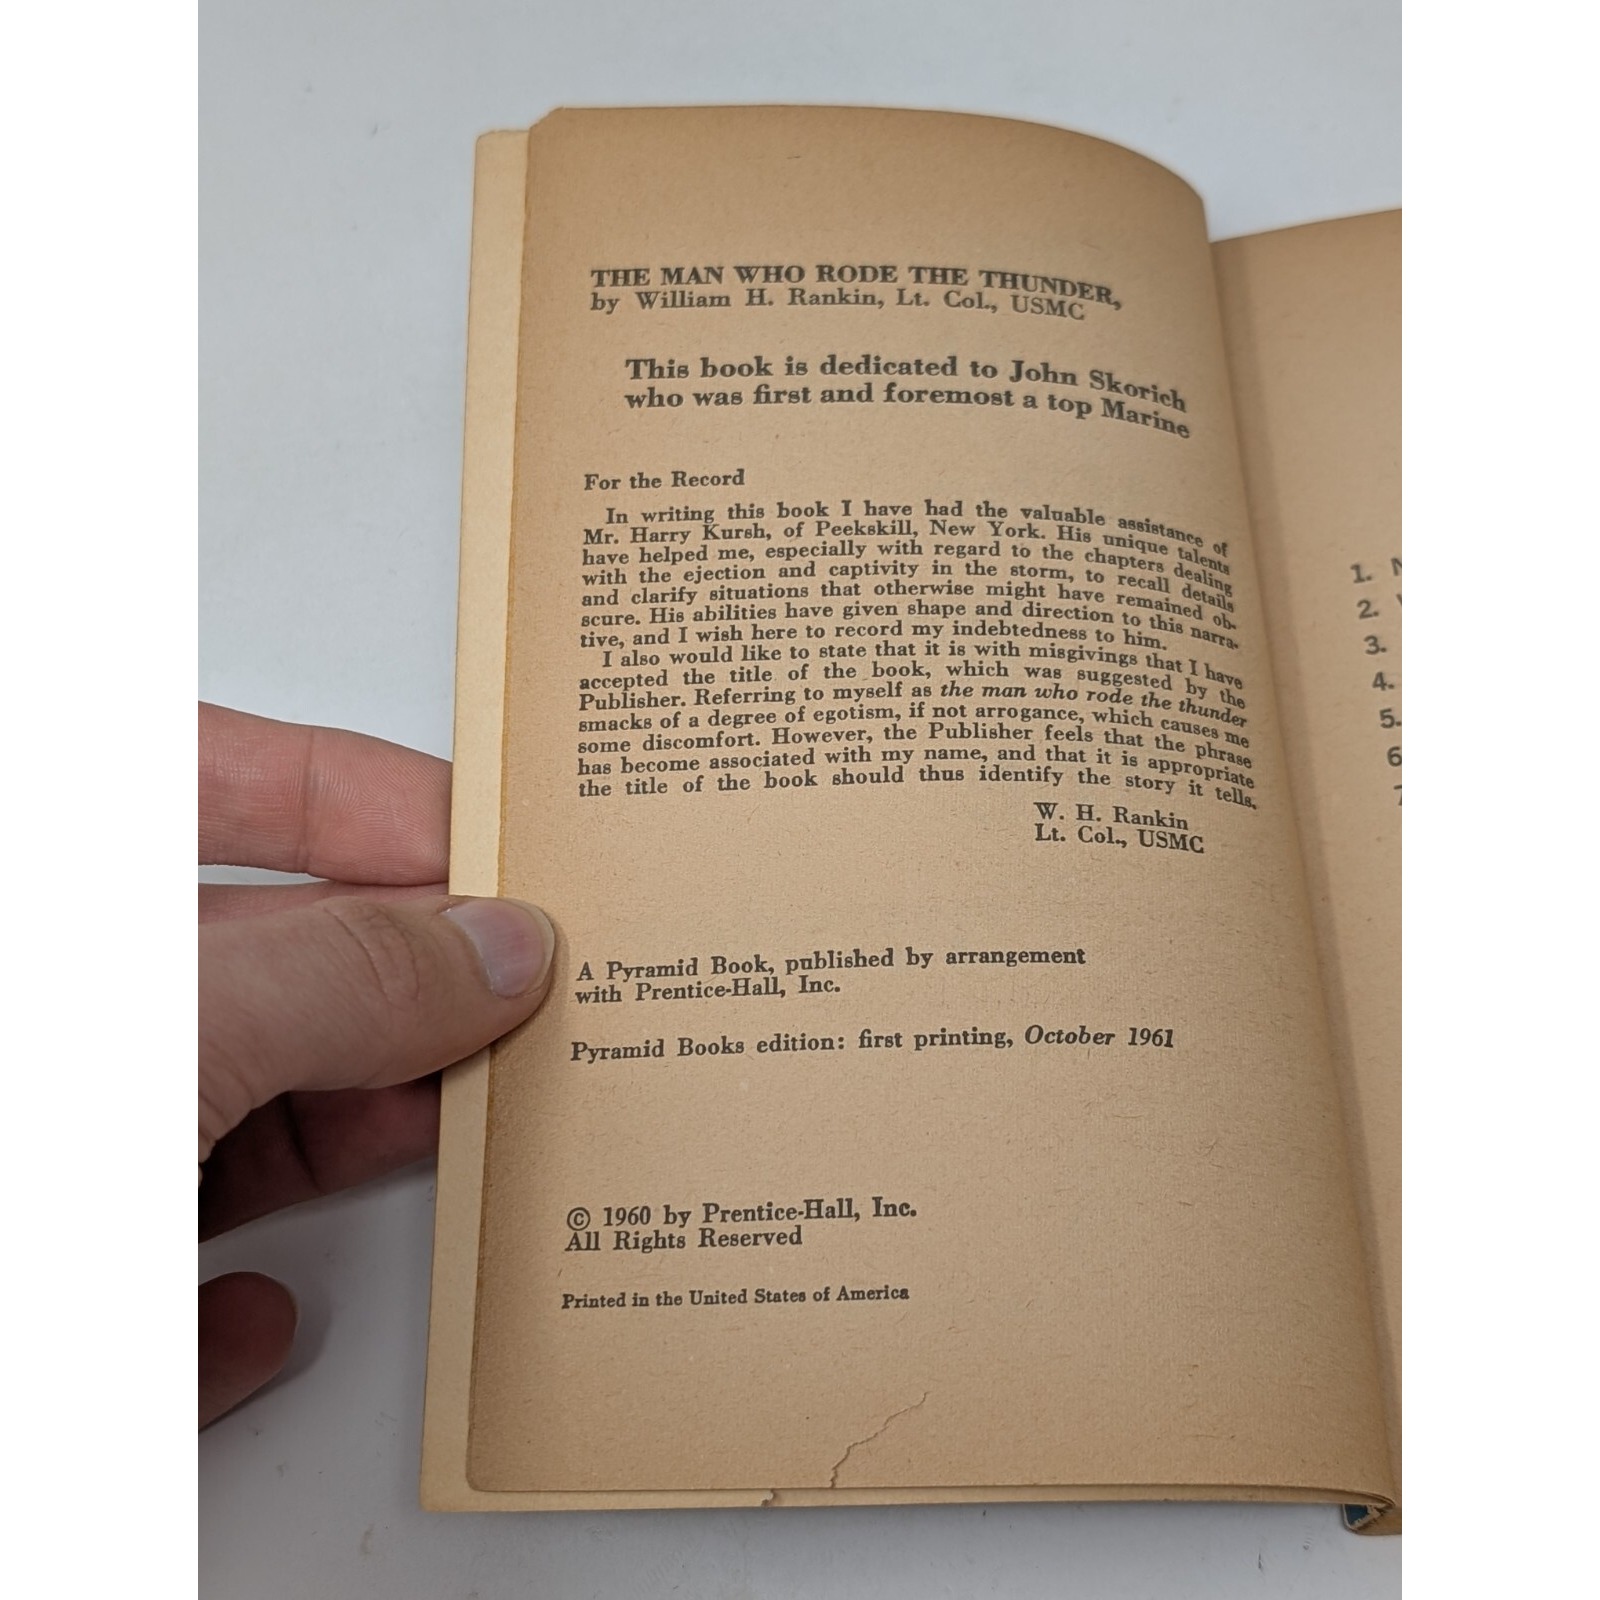 THE MAN WHO RODE THE THUNDER,
by William H. Rankin, Lt. Col., USMC
This book is dedicated to John Skorich
who was first and foremost a top Marine
For the Record
In writing this book I have had the valuable assistance of
Mr. Harry Kursh, of Peekskill, New York. His unique talents
have helped me, especially with regard to the chapters dealing
with the ejection and captivity in the storm, to recall details
and clarify situations that otherwise might have remained ob-
scure. His abilities have given shape and direction to this narra-
tive, and I wish here to record my indebtedness to him.
I also would like to state that it is with misgivings that I have
accepted the title of the book, which was suggested by the
Publisher. Referring to myself as the man who rode the thunder
smacks of a degree of egotism, if not arrogance, which causes me
some discomfort. However, the Publisher feels that the phrase
has become associated with my name, and that it is appropriate
the title of the book should thus identify the story it tells.
W. H. Rankin
Lt. Col., USMC
A Pyramid Book, published by arrangement
with Prentice-Hall, Inc.
Pyramid Books edition: first printing, October 1961
© 1960 by Prentice-Hall, Inc.
All Rights Reserved
Printed in the United States of America
1.
2.
3.
4.
5.
6
7